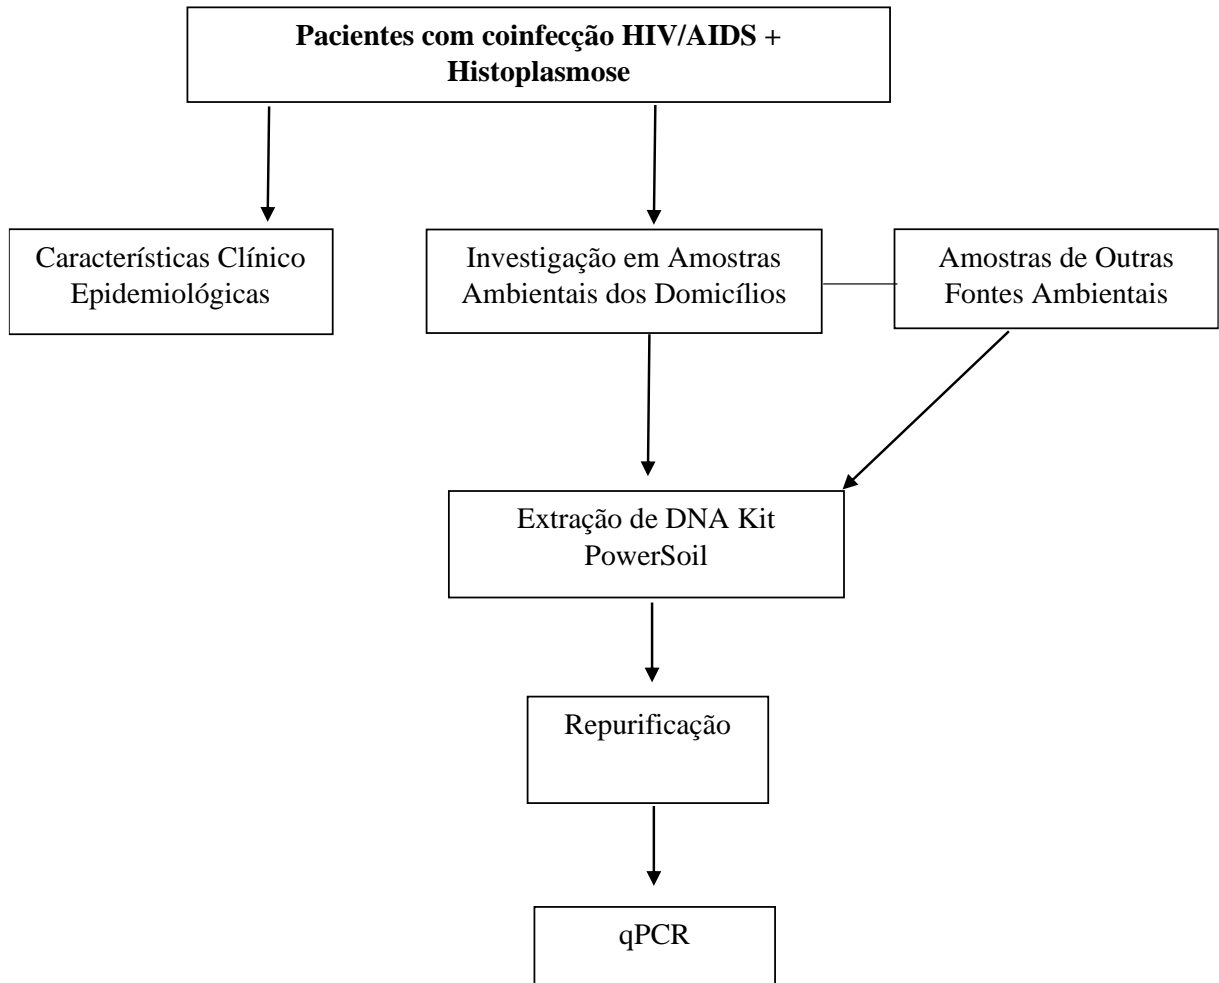 Pacientes com coinfecção HIV/AIDS +
Histoplasmose
Características Clínico
Epidemiológicas
Investigação em Amostras
Ambientais dos Domicílios
Amostras de Outras
Fontes Ambientais
Extração de DNA Kit
PowerSoil
Repurificação
qPCR